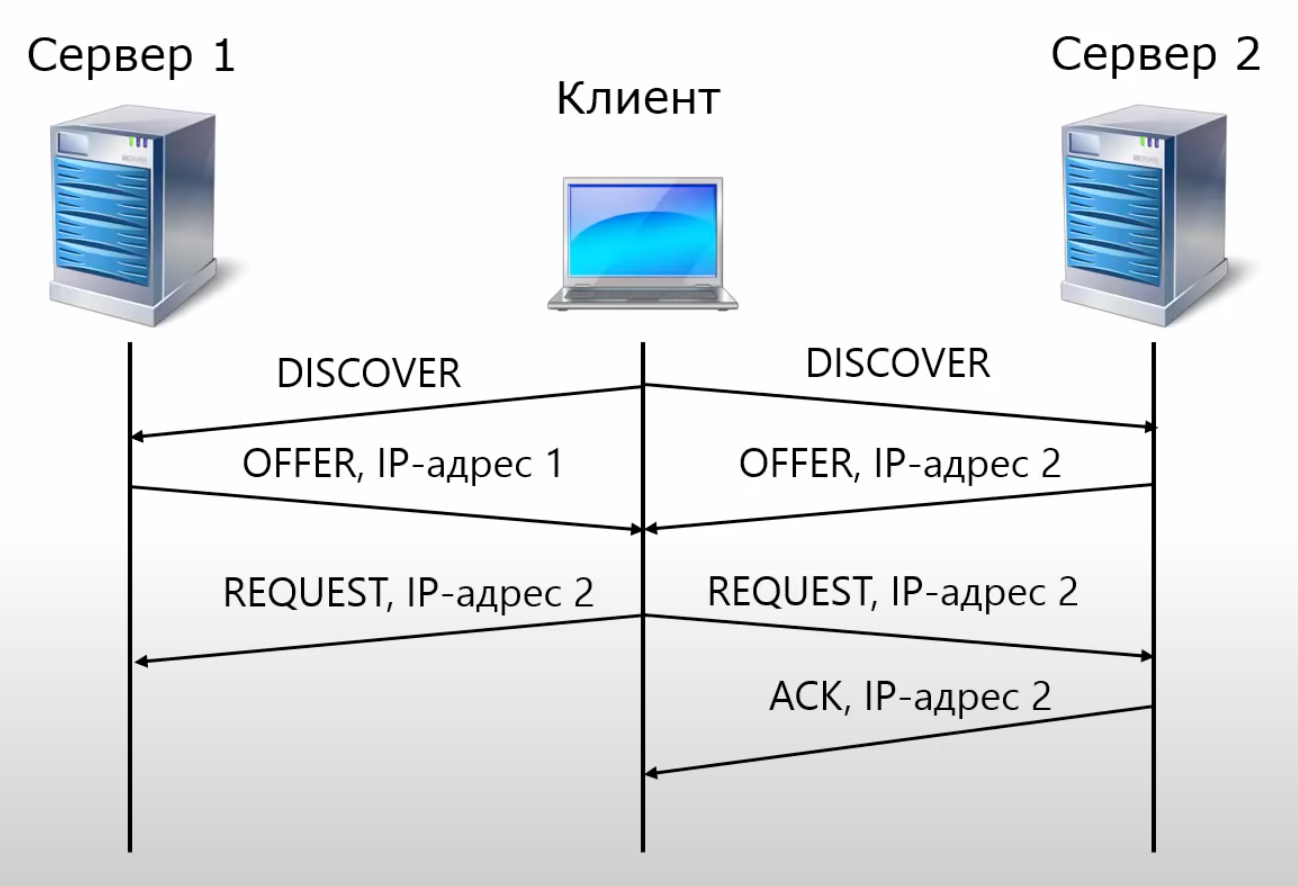 Сервер 1
Клиент
Сервер 2
DISCOVER
DISCOVER
OFFER, IP-адрес 1
OFFER, IP-адрес 2
REQUEST, IP-адрес 2
REQUEST, IP-адрес 2
ACK, IP-адрес 2